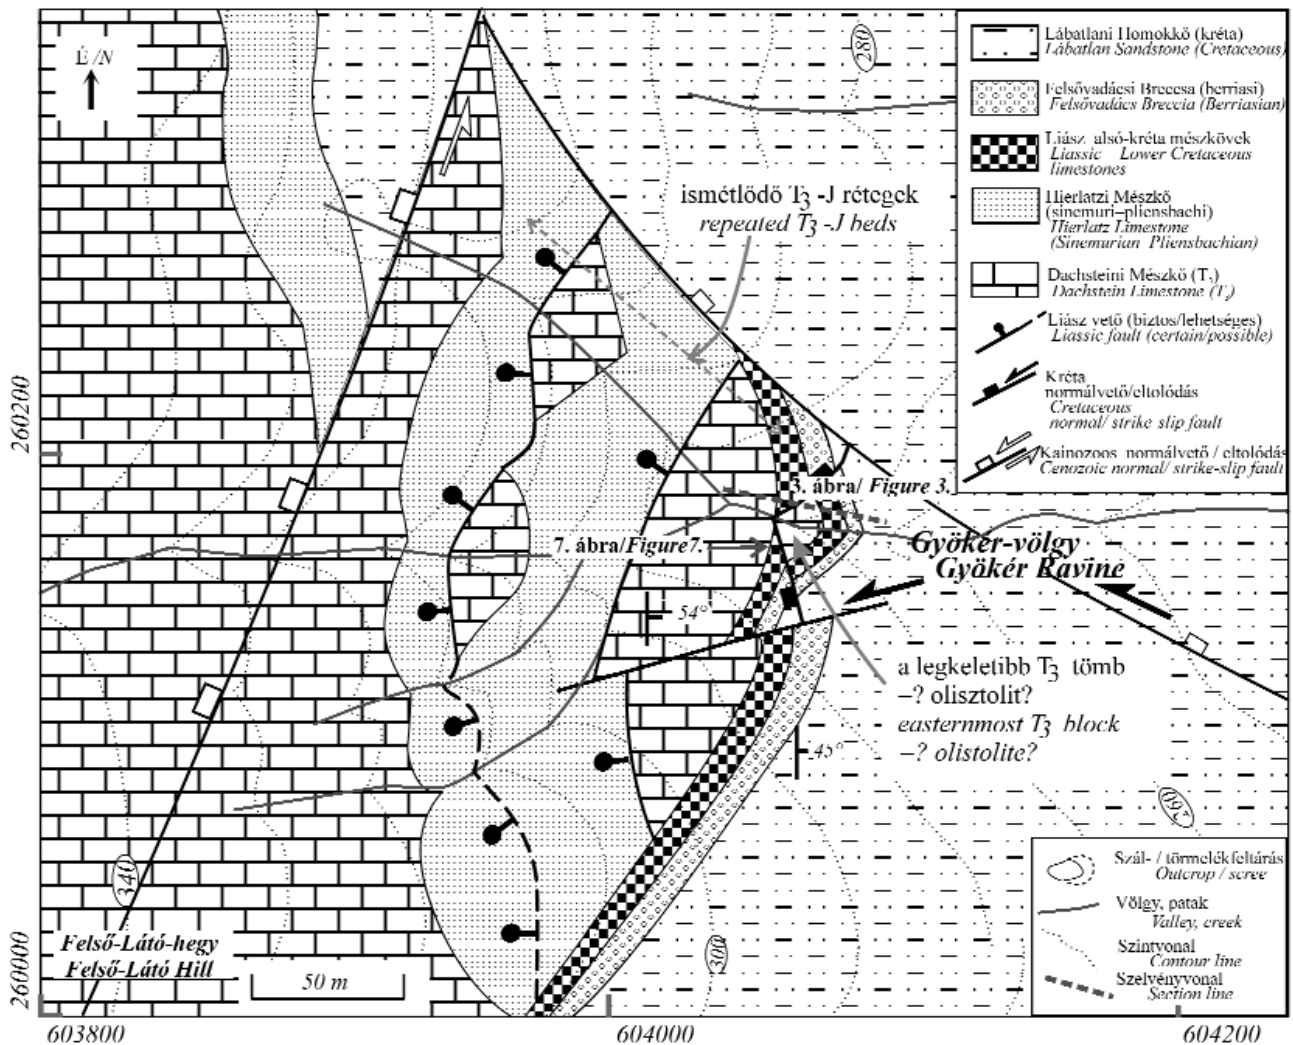 É /N
280
ismétlődő T3 -J rétegek
repeated T3 -J beds
3. ábra/ Figure 3.
7. ábra/Figure7.
Gyökér-völgy
Gyökér Ravine
54°
45°
a legkeletibb T3 tömb
–? olisztolit?
easternmost T3 block
–? olistolite?
260
340
300
Felső-Látó-hegy
Felső-Látó Hill
50 m
260200
260000
603800
604000
604200
Lábatlani Homokkő (kréta)
Lábatlan Sandstone (Cretaceous)
Felsővadácsi Breccsa (berriasi)
Felsővadács Breccia (Berriasian)
Liász alsó-kréta mészkövek
Liassic Lower Cretaceous
limestones
Hierlatzi Mészkő
(sinemuri–pliensbachi)
Hierlatz Limestone
(Sinemurian Pliensbachian)
Dachsteini Mészkő (T3)
Dachstein Limestone (T3)
Liász vető (biztos/lehetséges)
Liassic fault (certain/possible)
Kréta
normálvető/eltolódás
Cretaceous
normal/ strike slip fault
Kainozoos normálvető / eltolódás
Cenozoic normal/ strike-slip fault
Szál- / törmelékfeltárás
Outcrop / scree
Völgy, patak
Valley, creek
Szintvonal
Contour line
Szelvényvonal
Section line